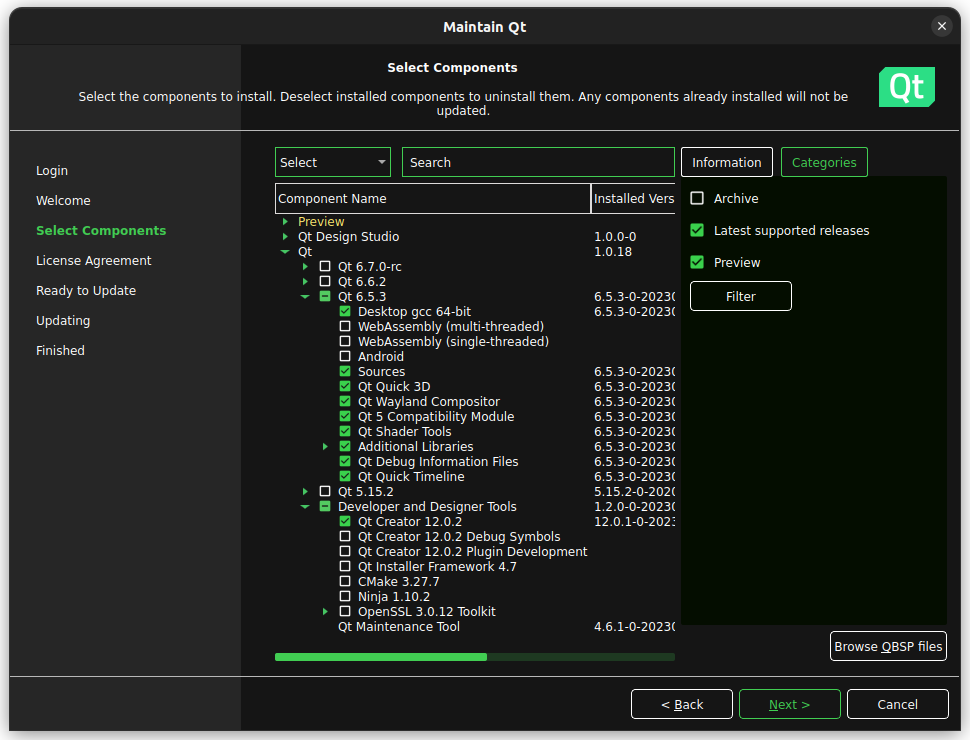 Maintain Qt
Select Components
Select the components to install. Deselect installed components to uninstall them. Any components already installed will not be
updated.
Qt
Login
Welcome
Select Components
License Agreement
Ready to Update
Updating
Finished
Select
Search
Information
Categories
Component Name Installed Vers
Preview
Qt Design Studio 1.0.0-0
Qt 1.0.18
Qt 6.7.0-rc
Qt 6.6.2
Qt 6.5.3 6.5.3-0-20230
Desktop gcc 64-bit 6.5.3-0-20230
WebAssembly (multi-threaded)
WebAssembly (single-threaded)
Android
Sources 6.5.3-0-20230
Qt Quick 3D 6.5.3-0-20230
Qt Wayland Compositor 6.5.3-0-20230
Qt 5 Compatibility Module 6.5.3-0-20230
Qt Shader Tools 6.5.3-0-20230
Additional Libraries 6.5.3-0-20230
Qt Debug Information Files 6.5.3-0-20230
Qt Quick Timeline 6.5.3-0-20230
Qt 5.15.2 5.15.2-0-2020
Developer and Designer Tools 1.2.0-0-20230
Qt Creator 12.0.2 12.0.1-0-2023
Qt Creator 12.0.2 Debug Symbols
Qt Creator 12.0.2 Plugin Development
Qt Installer Framework 4.7
CMake 3.27.7
Ninja 1.10.2
OpenSSL 3.0.12 Toolkit
Qt Maintenance Tool 4.6.1-0-20230
Archive
Latest supported releases
Preview
Filter
Browse QBSP files
< Back
Next >
Cancel